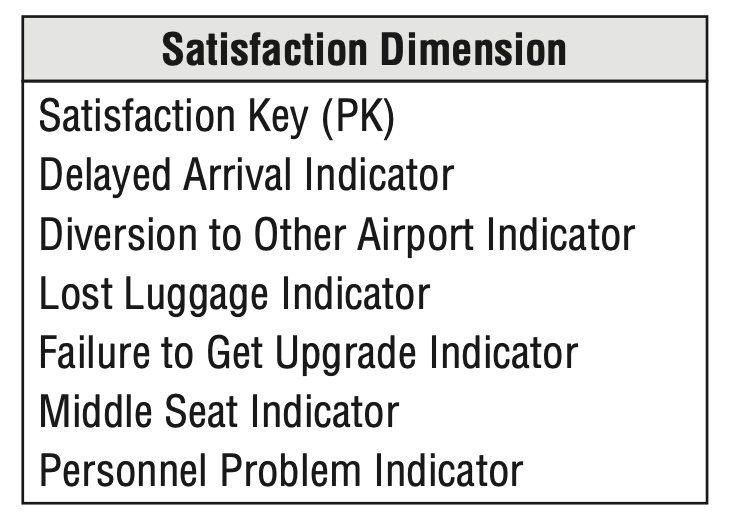 Satisfaction Dimension
Satisfaction Key (PK)
Delayed Arrival Indicator
Diversion to Other Airport Indicator
Lost Luggage Indicator
Failure to Get Upgrade Indicator
Middle Seat Indicator
Personnel Problem Indicator